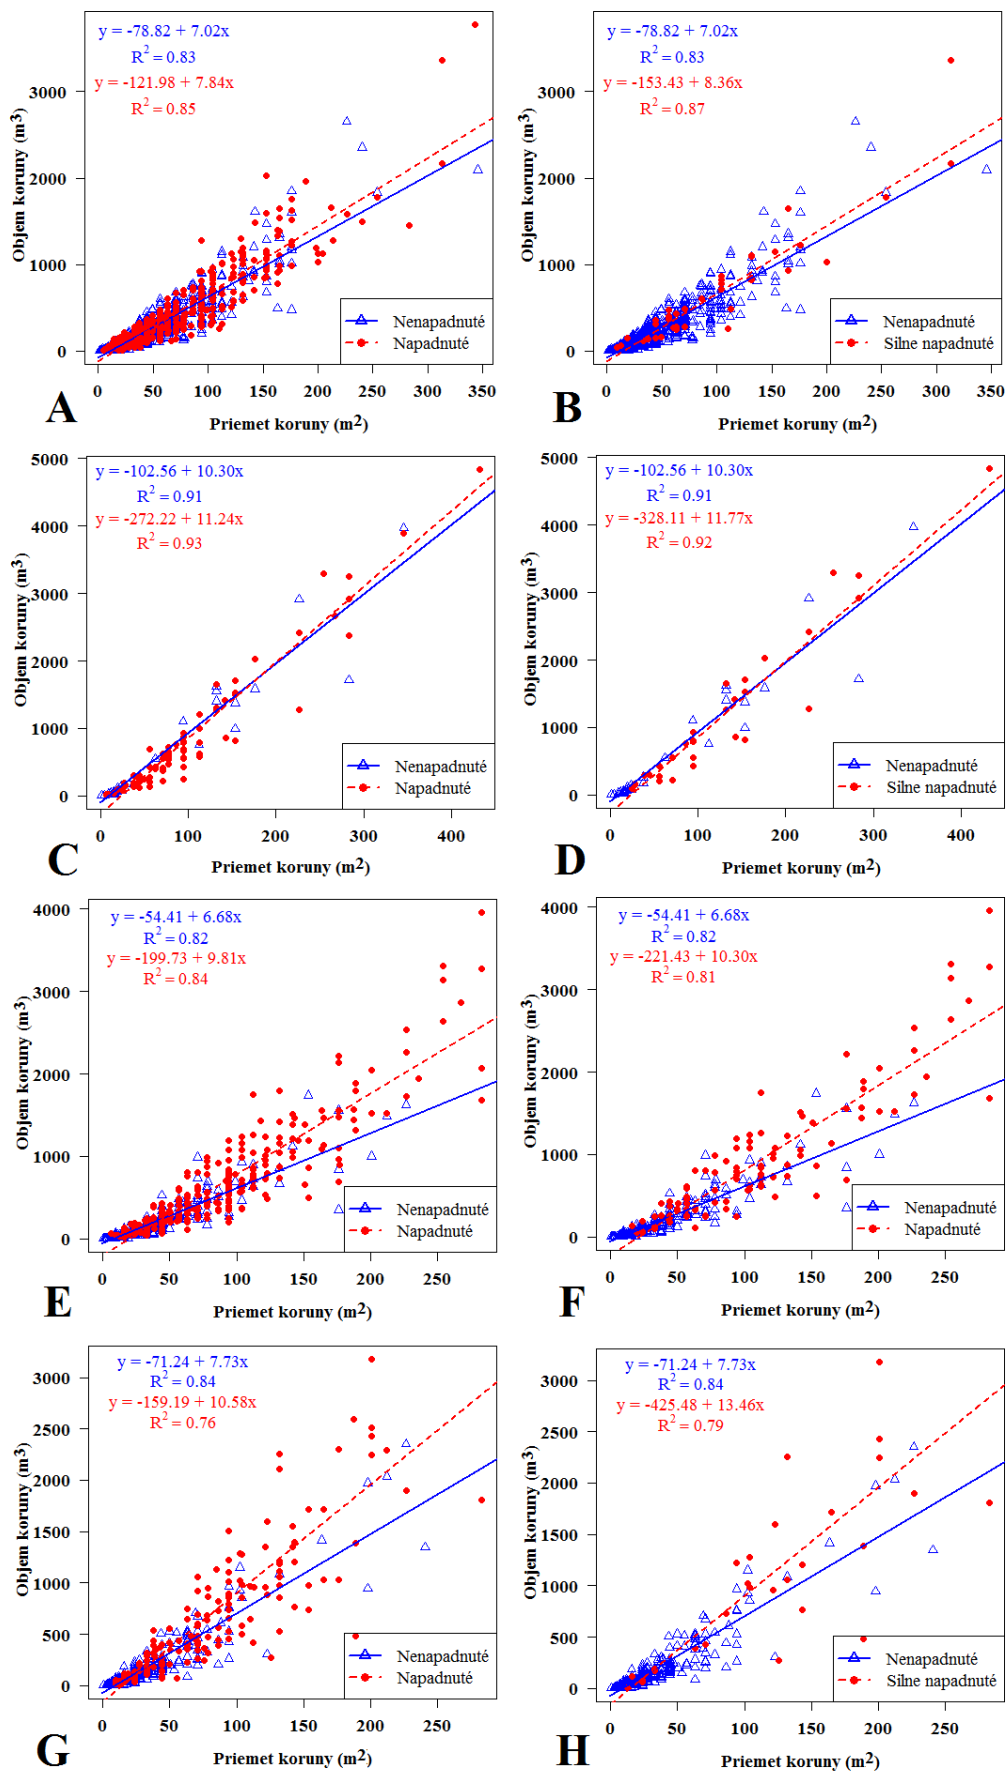 y = -78.82 + 7.02x
R2 = 0.83
y = -121.98 + 7.84x
R2 = 0.85
Objem koruny (m3)
3000
2000
1000
0
Nenapadnuté
Napadnuté
0 50 100 150 200 250 300 350
A
Priemet koruny (m2)
y = -78.82 + 7.02x
R2 = 0.83
y = -153.43 + 8.36x
R2 = 0.87
Objem koruny (m3)
3000
2000
1000
0
Nenapadnuté
Silne napadnuté
0 50 100 150 200 250 300 350
B
Priemet koruny (m2)
y = -102.56 + 10.30x
R2 = 0.91
y = -272.22 + 11.24x
R2 = 0.93
Objem koruny (m3)
5000
4000
3000
2000
1000
0
Nenapadnuté
Napadnuté
0 100 200 300 400
C
Priemet koruny (m2)
y = -102.56 + 10.30x
R2 = 0.91
y = -328.11 + 11.77x
R2 = 0.92
Objem koruny (m3)
5000
4000
3000
2000
1000
0
Nenapadnuté
Silne napadnuté
0 100 200 300 400
D
Priemet koruny (m2)
y = -54.41 + 6.68x
R2 = 0.82
y = -199.73 + 9.81x
R2 = 0.84
Objem koruny (m3)
4000
3000
2000
1000
0
Nenapadnuté
Napadnuté
0 50 100 150 200 250
E
Priemet koruny (m2)
y = -54.41 + 6.68x
R2 = 0.82
y = -221.43 + 10.30x
R2 = 0.81
Objem koruny (m3)
4000
3000
2000
1000
0
Nenapadnuté
Napadnuté
0 50 100 150 200 250
F
Priemet koruny (m2)
y = -71.24 + 7.73x
R2 = 0.84
y = -159.19 + 10.58x
R2 = 0.76
Objem koruny (m3)
3000
2500
2000
1500
1000
500
0
Nenapadnuté
Napadnuté
0 50 100 150 200 250
G
Priemet koruny (m2)
y = -71.24 + 7.73x
R2 = 0.84
y = -425.48 + 13.46x
R2 = 0.79
Objem koruny (m3)
3000
2500
2000
1500
1000
500
0
Nenapadnuté
Silne napadnuté
0 50 100 150 200 250
H
Priemet koruny (m2)